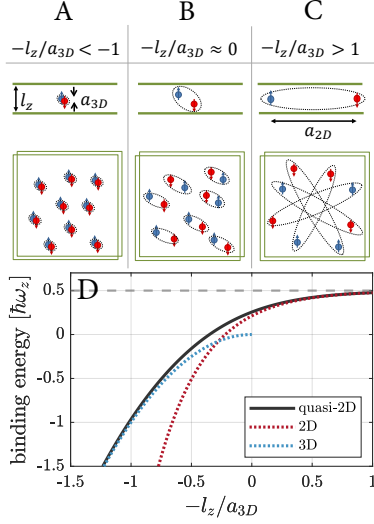 A B C
−l_z/a_3D < −1 −l_z/a_3D ≈ 0 −l_z/a_3D > 1
l_z a_3D
a_2D
D
binding energy [ℏω_z]
0.5
0
-0.5
-1
-1.5
quasi-2D
2D
3D
-1.5 -1 -0.5 0 0.5 1
−l_z/a_3D